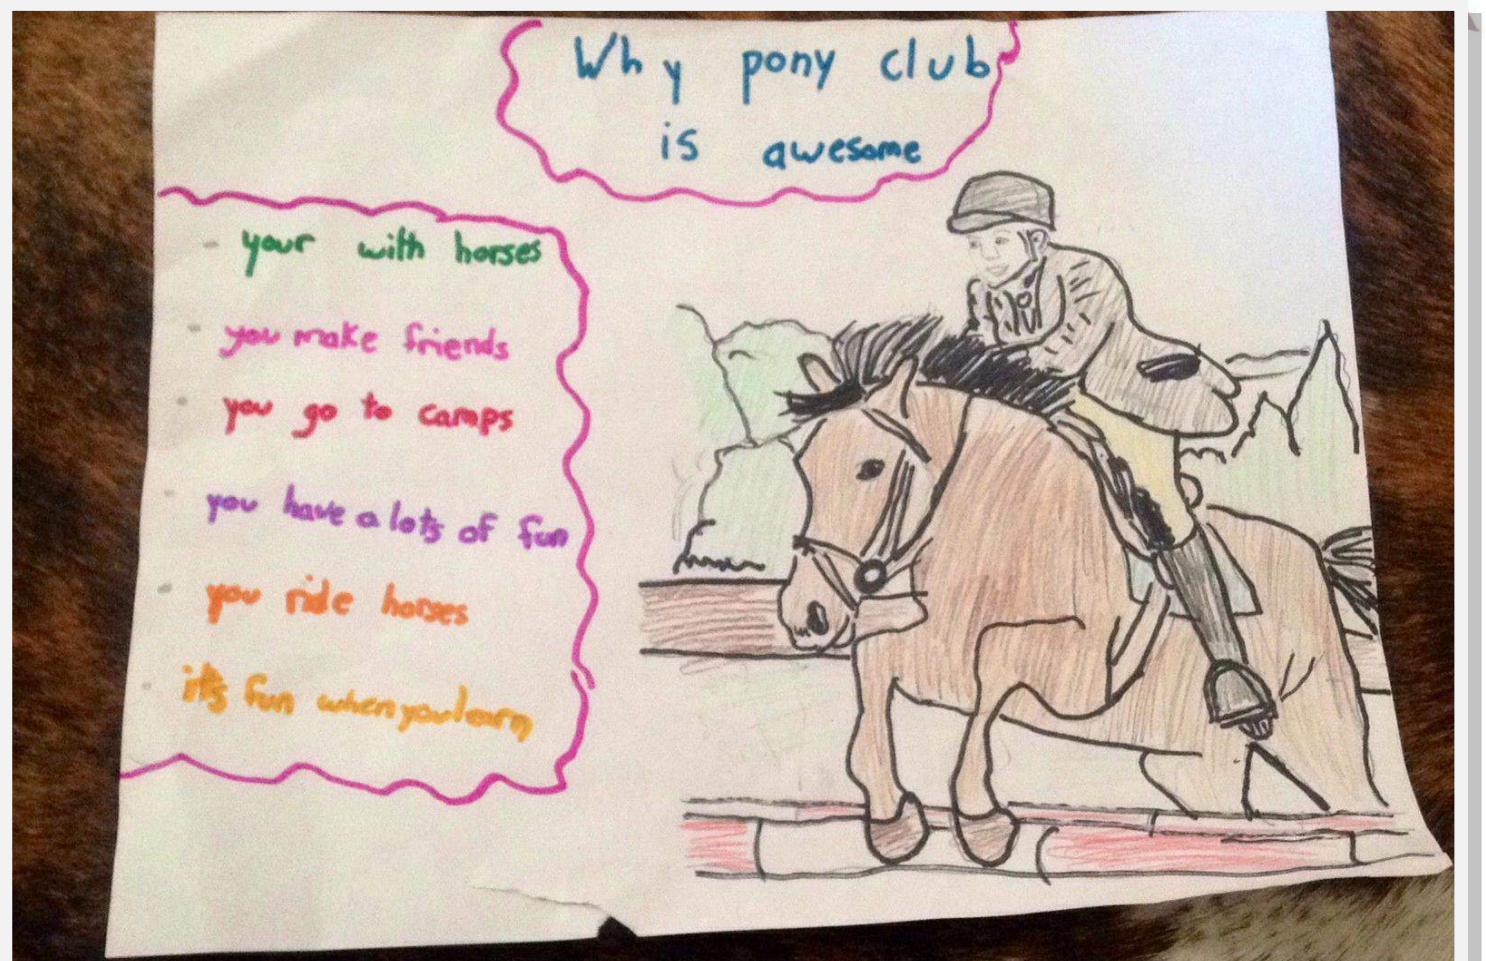 Why pony club
is awesome
- your with horses
- you make friends
- you go to camps
- you have a lots of fun
- you ride horses
- it's fun when you learn